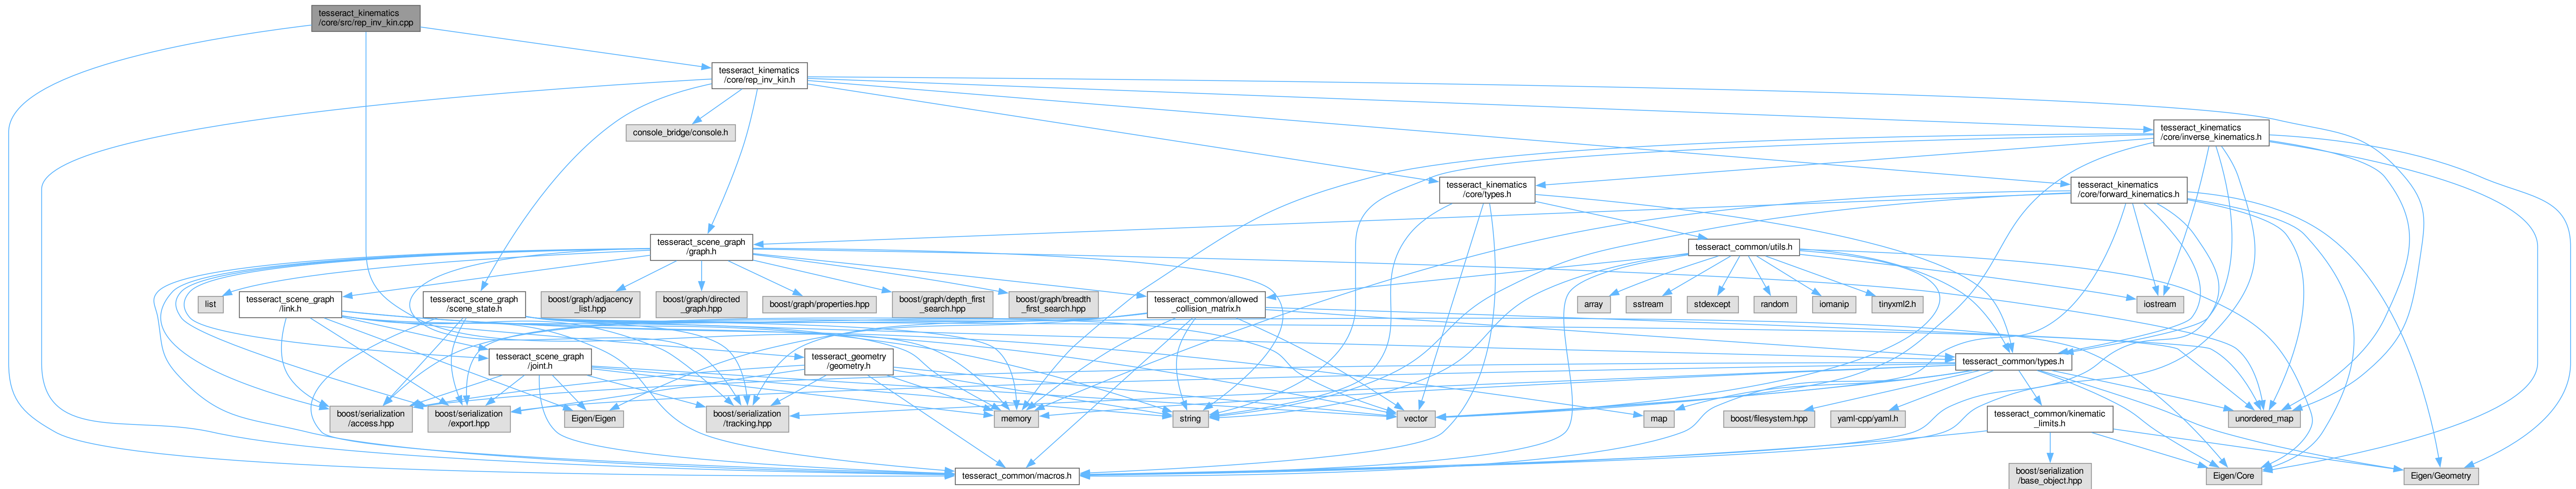 tesseract_kinematics
/core/src/rep_inv_kin.cpp
tesseract_kinematics
/core/rep_inv_kin.h
console_bridge/console.h
tesseract_kinematics
/core/inverse_kinematics.h
tesseract_kinematics
/core/types.h
tesseract_kinematics
/core/forward_kinematics.h
tesseract_scene_graph
/graph.h
tesseract_common/utils.h
list
tesseract_scene_graph
/link.h
tesseract_scene_graph
/scene_state.h
boost/graph/adjacency
_list.hpp
boost/graph/directed
_graph.hpp
boost/graph/properties.hpp
boost/graph/depth_first
_search.hpp
boost/graph/breadth
_first_search.hpp
tesseract_common/allowed
_collision_matrix.h
array
sstream
stdexcept
random
iomanip
tinyxml2.h
iostream
tesseract_scene_graph
/joint.h
tesseract_geometry
/geometry.h
tesseract_common/types.h
boost/serialization
/access.hpp
boost/serialization
/export.hpp
Eigen/Eigen
boost/serialization
/tracking.hpp
memory
string
vector
map
boost/filesystem.hpp
yaml-cpp/yaml.h
tesseract_common/kinematic
_limits.h
unordered_map
tesseract_common/macros.h
boost/serialization
/base_object.hpp
Eigen/Core
Eigen/Geometry